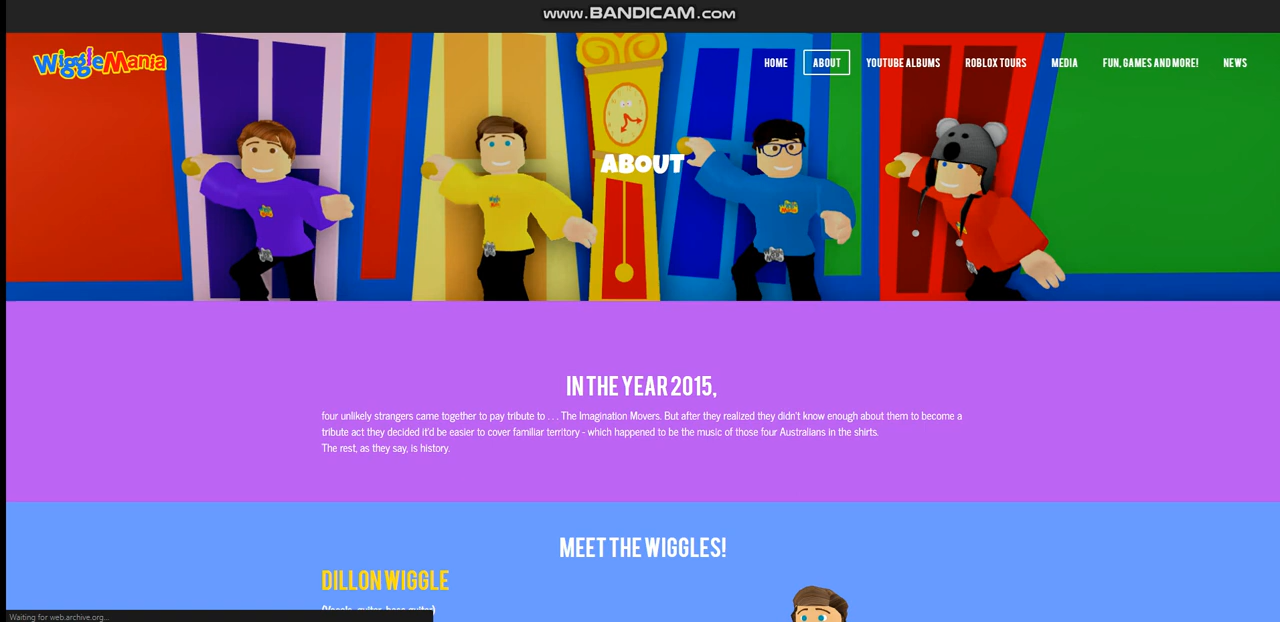 www.BANDICAM.com
WiggleMania
HOME
ABOUT
YOUTUBE ALBUMS
ROBLOX TOURS
MEDIA
FUN, GAMES AND MORE!
NEWS
ABOUT
IN THE YEAR 2015,
four unlikely strangers came together to pay tribute to . . . The Imagination Movers. But after they realized they didn't know enough about them to become a
tribute act they decided it'd be easier to cover familiar territory - which happened to be the music of those four Australians in the shirts.
The rest, as they say, is history.
MEET THE WIGGLES!
DILLON WIGGLE
(Vocals, guitar, bass guitar)
Waiting for web.archive.org...